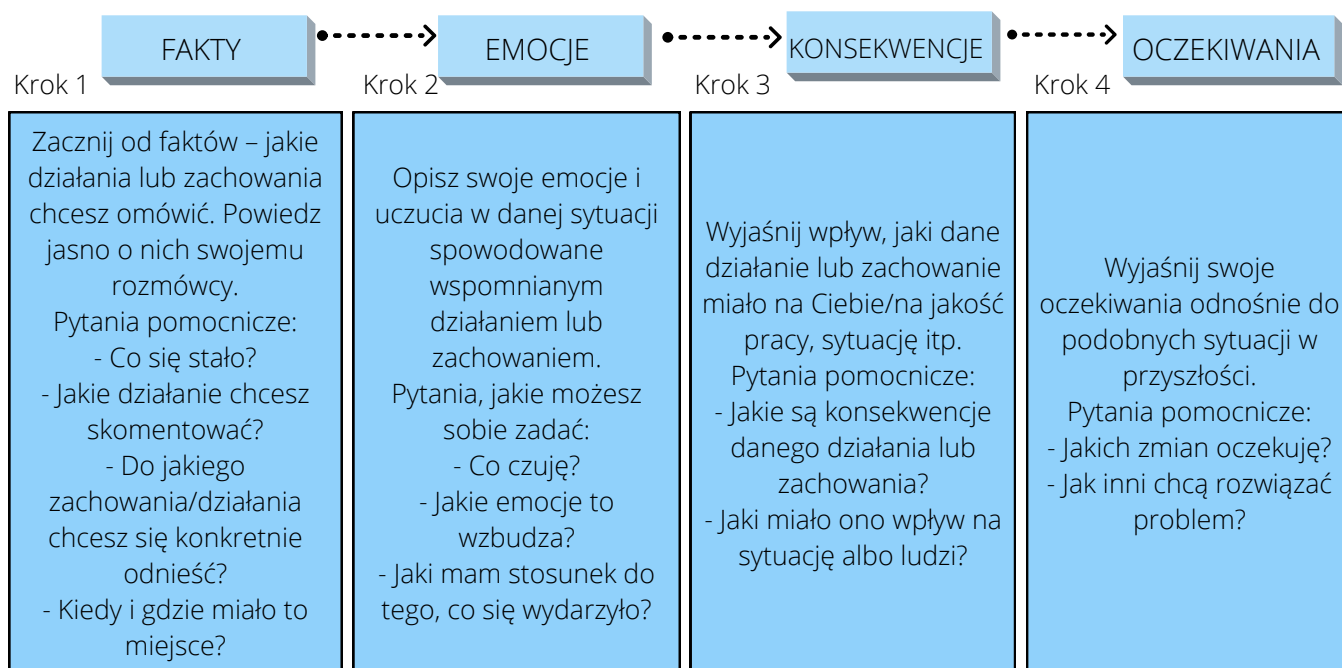 FAKTY
EMOCJE
KONSEKWENCJE
OCZEKIWANIA
Krok 1
Krok 2
Krok 3
Krok 4
Zacznij od faktów – jakie
działania lub zachowania
chcesz omówić. Powiedz
jasno o nich swojemu
rozmówcy.
Pytania pomocnicze:
- Co się stało?
- Jakie działanie chcesz
skomentować?
- Do jakiego
zachowania/działania
chcesz się konkretnie
odnieść?
- Kiedy i gdzie miało to
miejsce?
Opisz swoje emocje i
uczucia w danej sytuacji
spowodowane
wspomnianym
działaniem lub
zachowaniem.
Pytania, jakie możesz
sobie zadać:
- Co czuję?
- Jakie emocje to
wzbudza?
- Jaki mam stosunek do
tego, co się wydarzyło?
Wyjaśnij wpływ, jaki dane
działanie lub zachowanie
miało na Ciebie/na jakość
pracy, sytuację itp.
Pytania pomocnicze:
- Jakie są konsekwencje
danego działania lub
zachowania?
- Jaki miało ono wpływ na
sytuację albo ludzi?
Wyjaśnij swoje
oczekiwania odnośnie do
podobnych sytuacji w
przyszłości.
Pytania pomocnicze:
- Jakich zmian oczekuję?
- Jak inni chcą rozwiązać
problem?